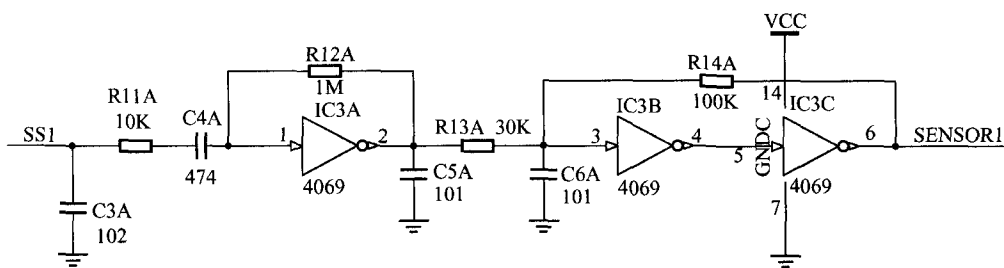 VCC
R12A
1M
R14A
100K
R11A
10K
C4A
474
IC3A
IC3B
14
IC3C
SS1
1
2
R13A 30K
3
4
5
GNDC
6
SENSOR1
4069
4069
4069
C3A
102
C5A
101
C6A
101
7